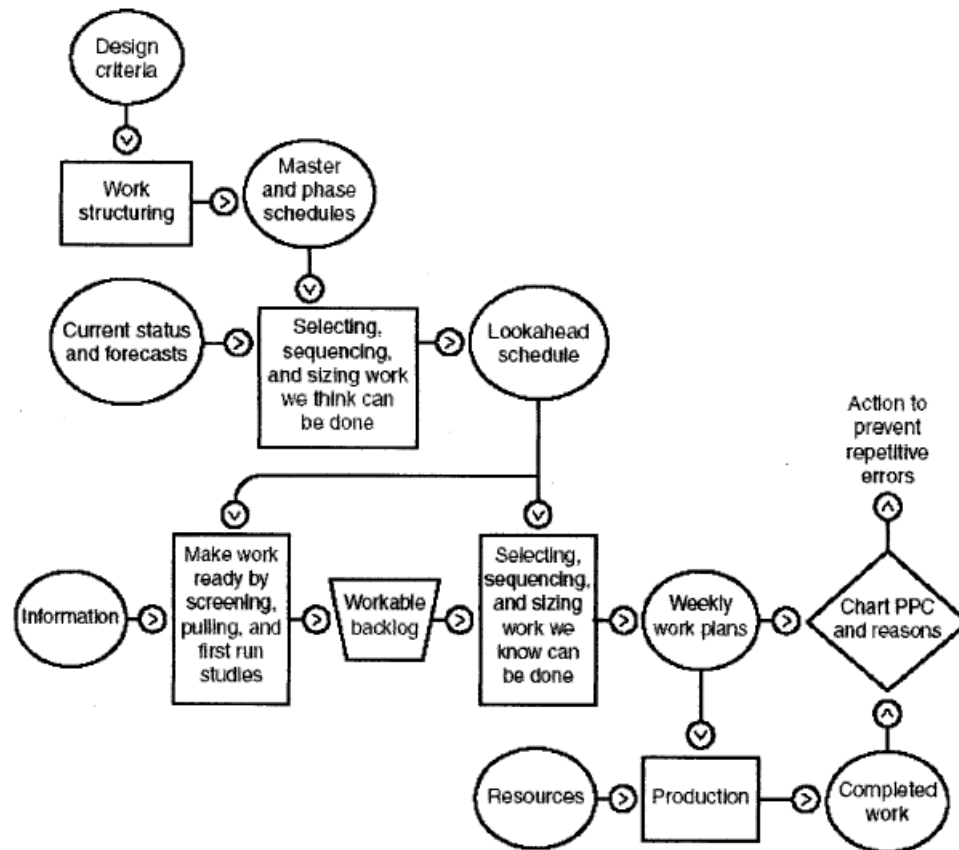 Design
criteria
Work
structuring
Master
and phase
schedules
Current status
and forecasts
Selecting,
sequencing,
and sizing work
we think can
be done
Lookahead
schedule
Action to
prevent
repetitive
errors
Information
Make work
ready by
screening,
pulling, and
first run
studies
Workable
backlog
Selecting,
sequencing,
and sizing
work we
know can
be done
Weekly
work plans
Chart PPC
and reasons
Resources
Production
Completed
work